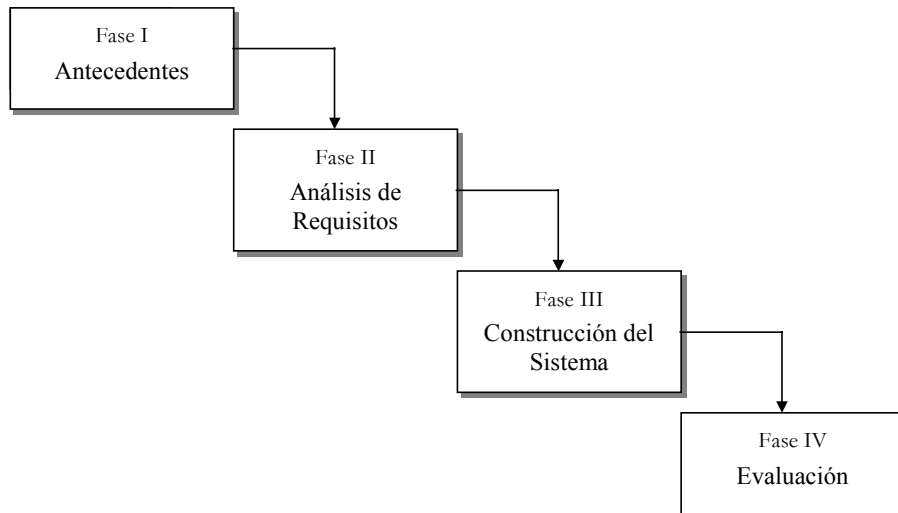 Fase I
Antecedentes
Fase II
Análisis de
Requisitos
Fase III
Construcción del
Sistema
Fase IV
Evaluación